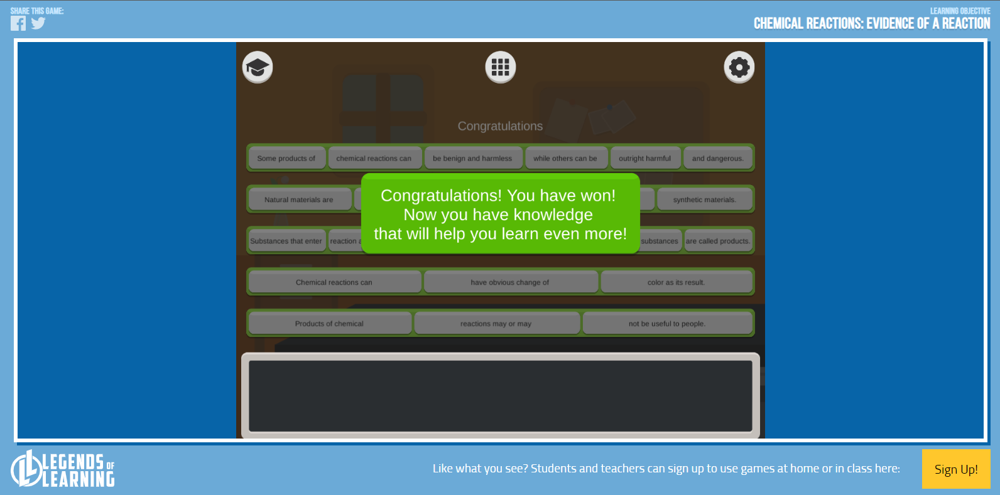 SHARE THIS GAME:
LEARNING OBJECTIVE
CHEMICAL REACTIONS: EVIDENCE OF A REACTION
Congratulations
Some products of chemical reactions can be benign and harmless while others can be outright harmful and dangerous.
Congratulations! You have won!
Now you have knowledge
that will help you learn even more!
Natural materials are synthetic materials.
Substances that enter reaction substances are called products.
Chemical reactions can have obvious change of color as its result.
Products of chemical reactions may or may not be useful to people.
LEGENDS OF
LEARNING
Like what you see? Students and teachers can sign up to use games at home or in class here:
Sign Up!